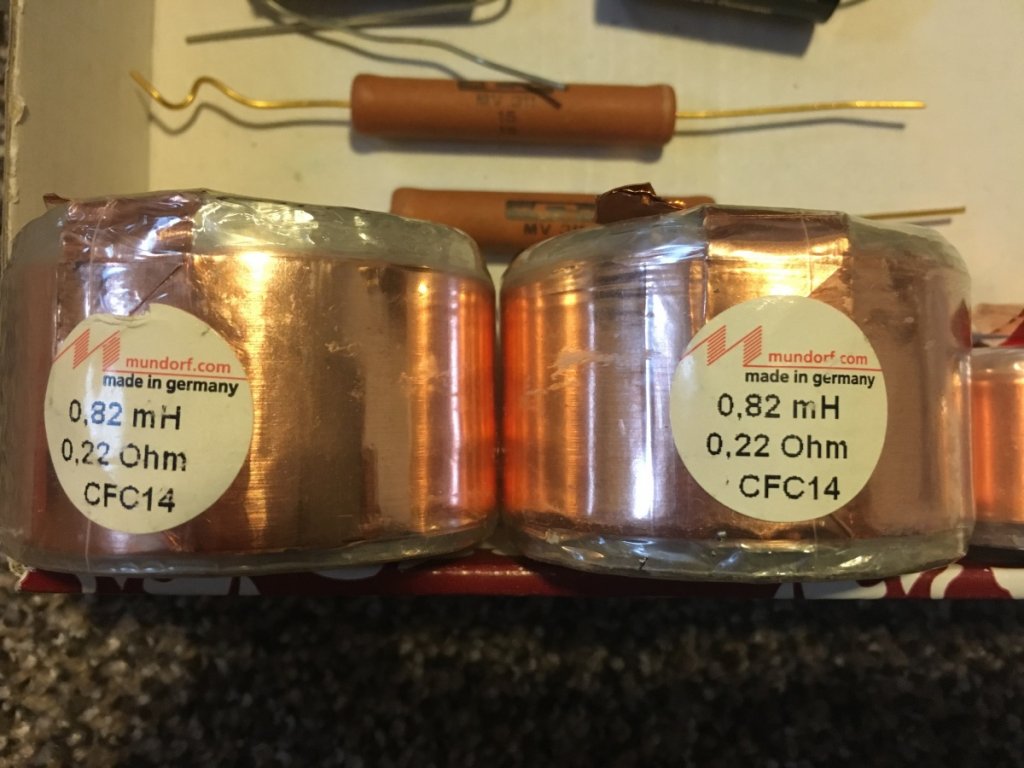 mundorf.com
made in germany
0,82 mH
0,22 Ohm
CFC14
mundorf.com
made in germany
0,82 mH
0,22 Ohm
CFC14